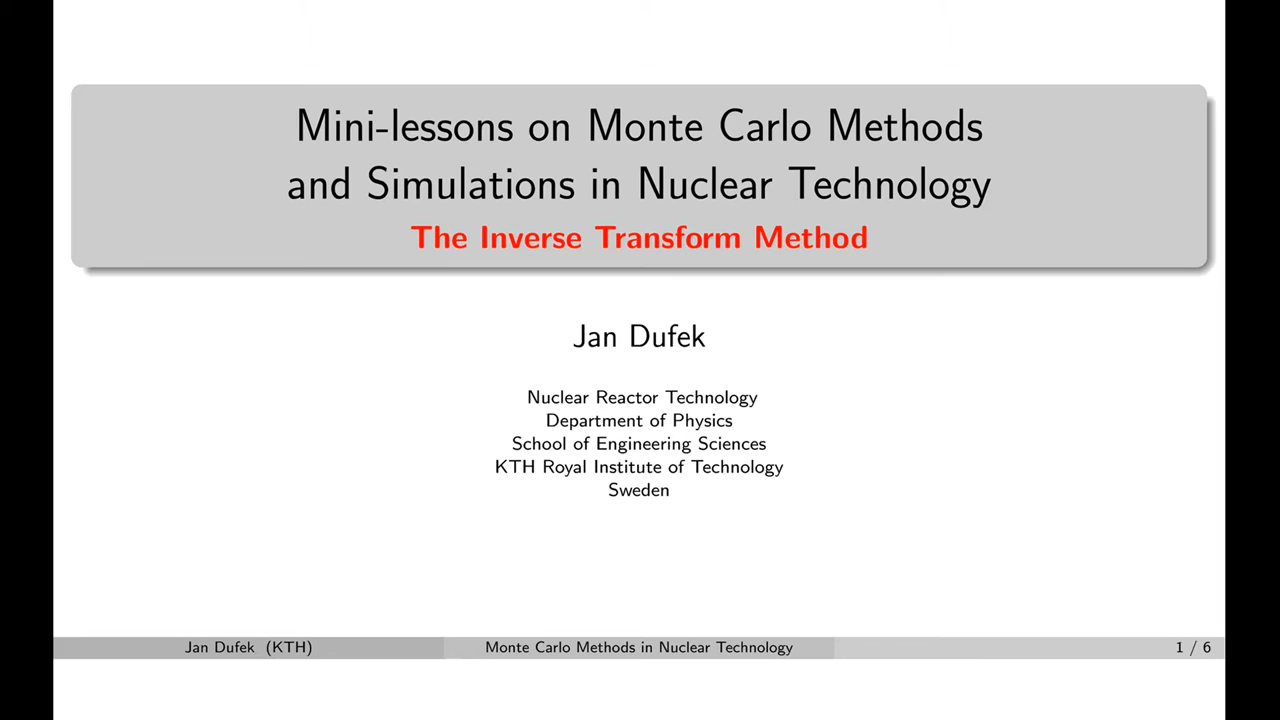 Mini-lessons on Monte Carlo Methods
and Simulations in Nuclear Technology
The Inverse Transform Method
Jan Dufek
Nuclear Reactor Technology
Department of Physics
School of Engineering Sciences
KTH Royal Institute of Technology
Sweden
Jan Dufek (KTH)
Monte Carlo Methods in Nuclear Technology
1 / 6